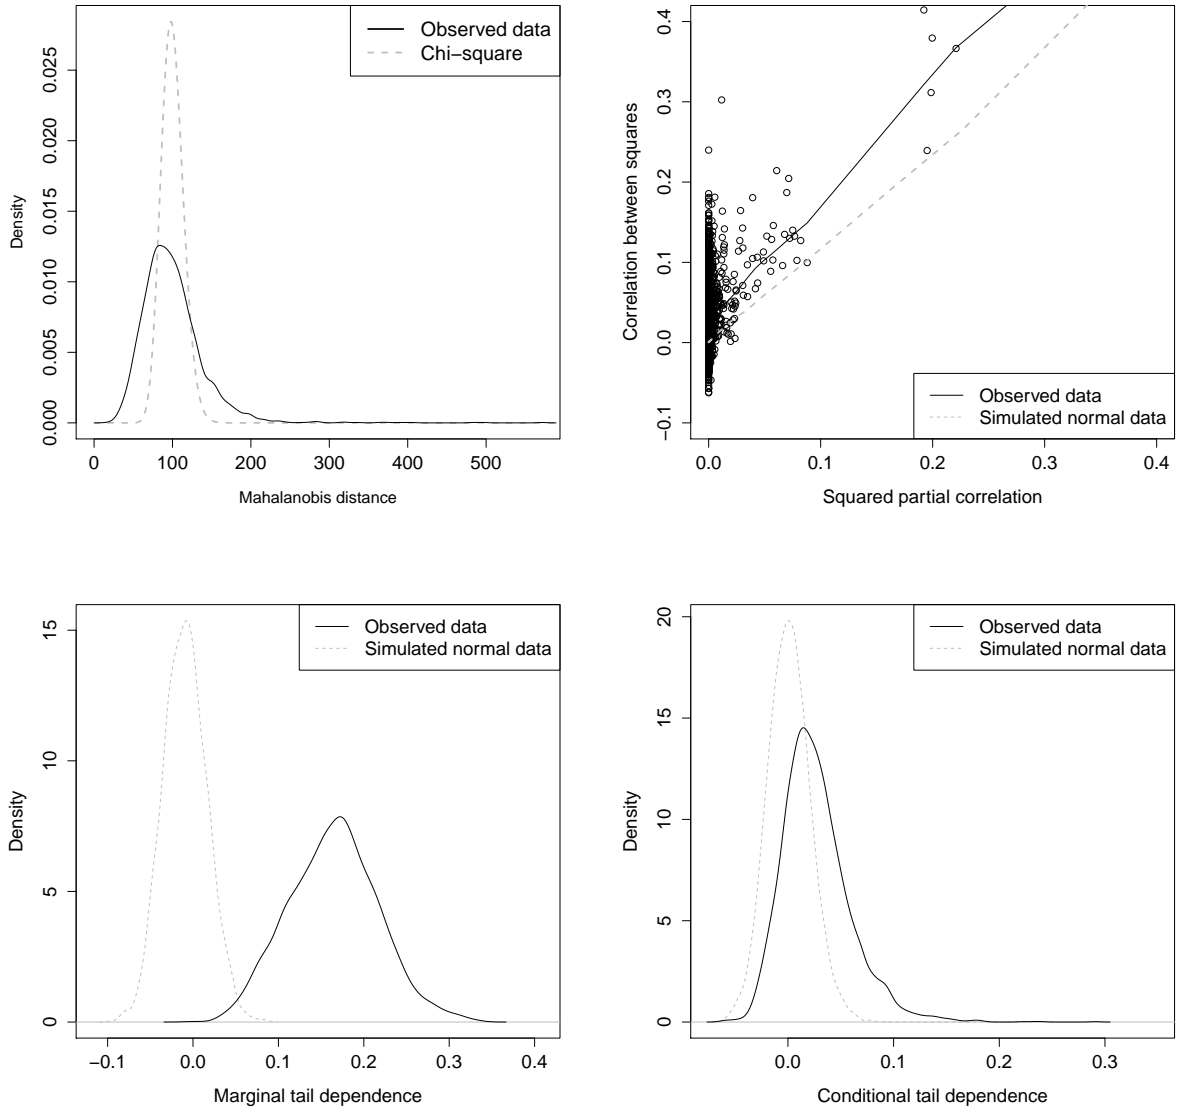 Observed data
Chi−square
Density
0.000 0.005 0.010 0.015 0.020 0.025
0 100 200 300 400 500
Mahalanobis distance
Observed data
Simulated normal data
Correlation between squares
−0.1 0.0 0.1 0.2 0.3 0.4
0.0 0.1 0.2 0.3 0.4
Squared partial correlation
Observed data
Simulated normal data
Density
0 5 10 15
−0.1 0.0 0.1 0.2 0.3 0.4
Marginal tail dependence
Observed data
Simulated normal data
Density
0 5 10 15 20
0.0 0.1 0.2 0.3
Conditional tail dependence